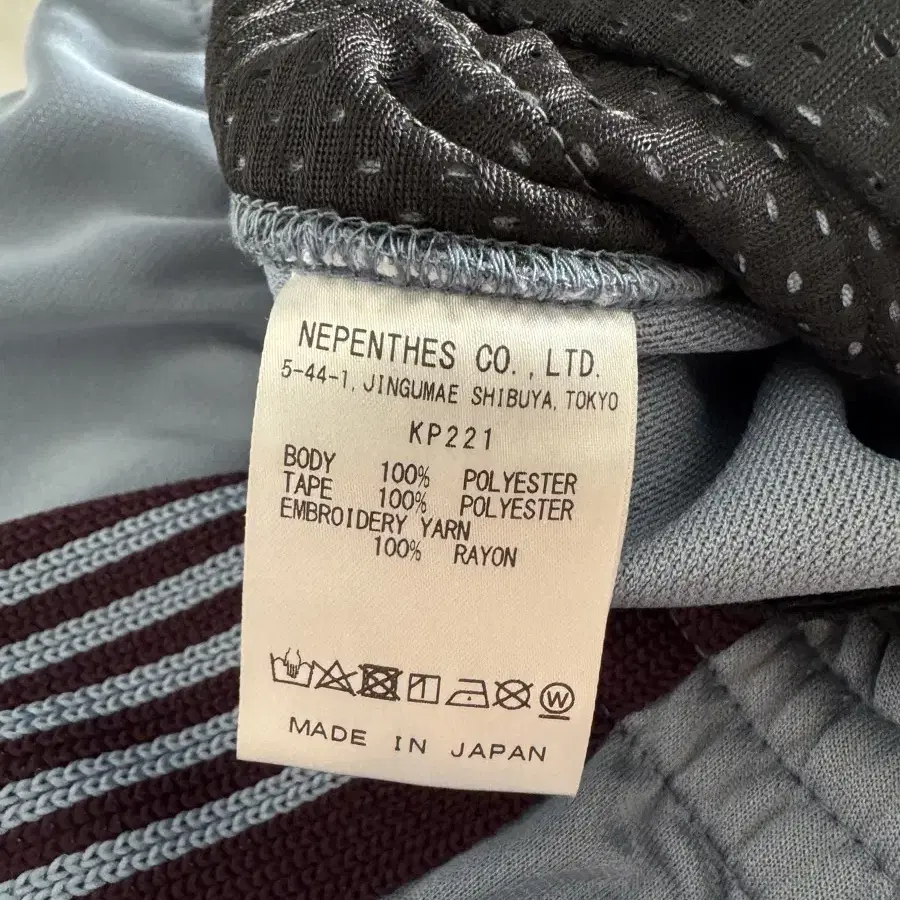 NEPENTHES CO., LTD.
5-44-1, JINGUMAE SHIBUYA, TOKYO
KP221
BODY 100% POLYESTER
TAPE 100% POLYESTER
EMBROIDERY YARN
100% RAYON
W
MADE IN JAPAN